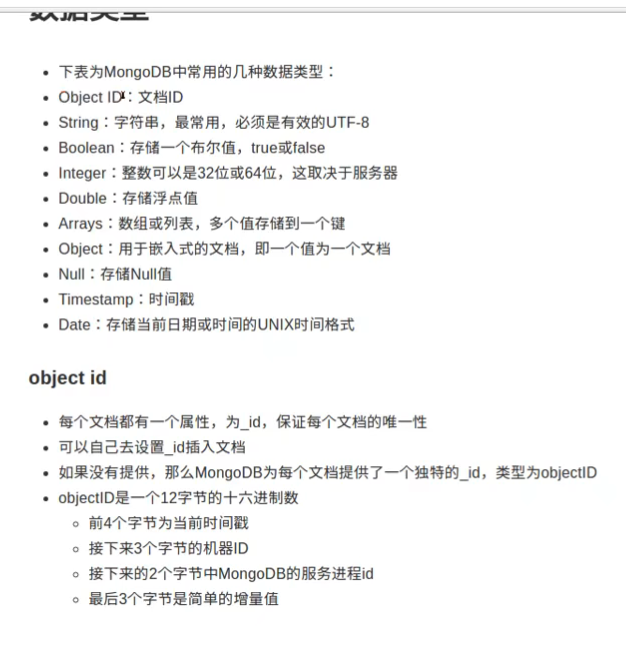 数据类型
下表为MongoDB中常用的几种数据类型：
Object ID：文档ID
String：字符串，最常用，必须是有效的UTF-8
Boolean：存储一个布尔值，true或false
Integer：整数可以是32位或64位，这取决于服务器
Double：存储浮点值
Arrays：数组或列表，多个值存储到一个键
Object：用于嵌入式的文档，即一个值为一个文档
Null：存储Null值
Timestamp：时间戳
Date：存储当前日期或时间的UNIX时间格式
object id
每个文档都有一个属性，为_id，保证每个文档的唯一性
可以自己去设置_id插入文档
如果没有提供，那么MongoDB为每个文档提供了一个独特的_id，类型为objectID
objectID是一个12字节的十六进制数
前4个字节为当前时间戳
接下来3个字节的机器ID
接下来的2个字节中MongoDB的服务进程id
最后3个字节是简单的增量值